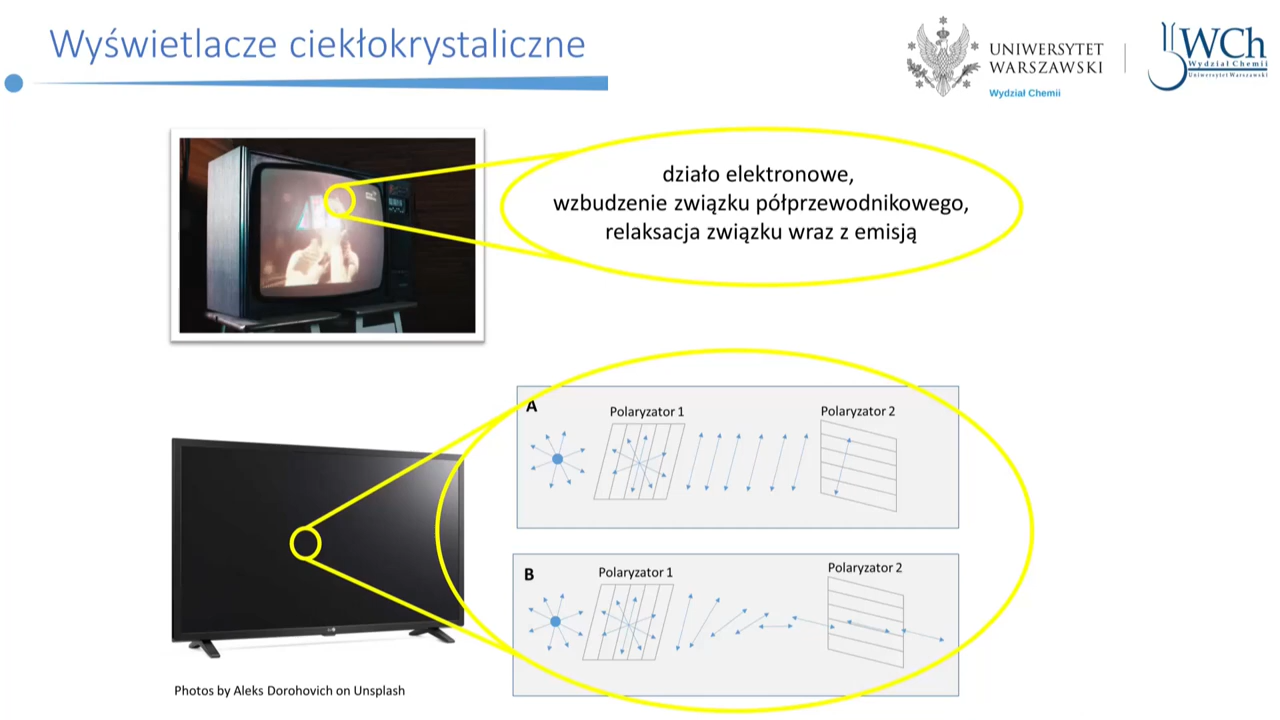 Wyświetlacze ciekłokrystaliczne
UNIWERSYTET
WARSZAWSKI
Wydział Chemii
WCh
Wydział Chemii
Uniwersytet Warszawski
działo elektronowe,
wzbudzenie związku półprzewodnikowego,
relaksacja związku wraz z emisją
A
Polaryzator 1
Polaryzator 2
B
Polaryzator 1
Polaryzator 2
Photos by Aleks Dorohovich on Unsplash